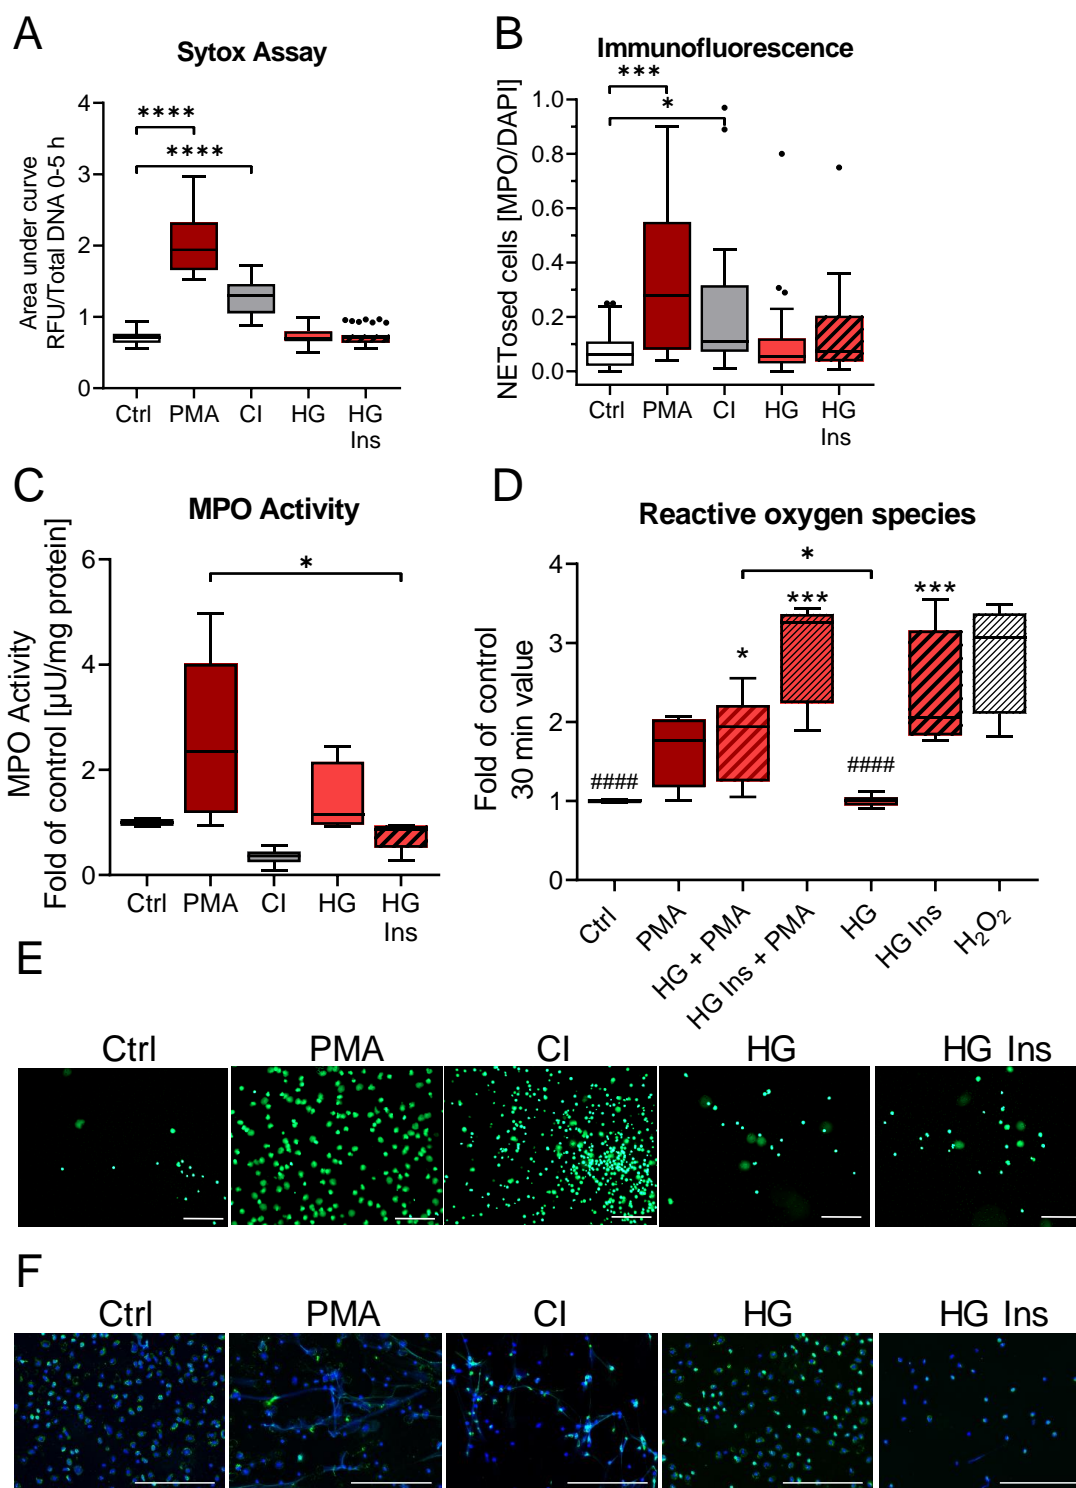 A
Sytox Assay
Area under curve
RFU/Total DNA 0-5 h
4
3
2
1
0
****
****
Ctrl PMA CI HG HG
Ins
B
Immunofluorescence
NETosed cells [MPO/DAPI]
1.0
0.8
0.6
0.4
0.2
0.0
***
*
Ctrl PMA CI HG HG
Ins
C
MPO Activity
MPO Activity
Fold of control [µU/mg protein]
6
4
2
0
*
Ctrl PMA CI HG HG
Ins
D
Reactive oxygen species
Fold of control
30 min value
4
3
2
1
0
*
####
*
***
####
***
Ctrl
PMA
HG + PMA
HG Ins + PMA
HG
HG Ins
H₂O₂
E
Ctrl PMA CI HG HG Ins
F
Ctrl PMA CI HG HG Ins